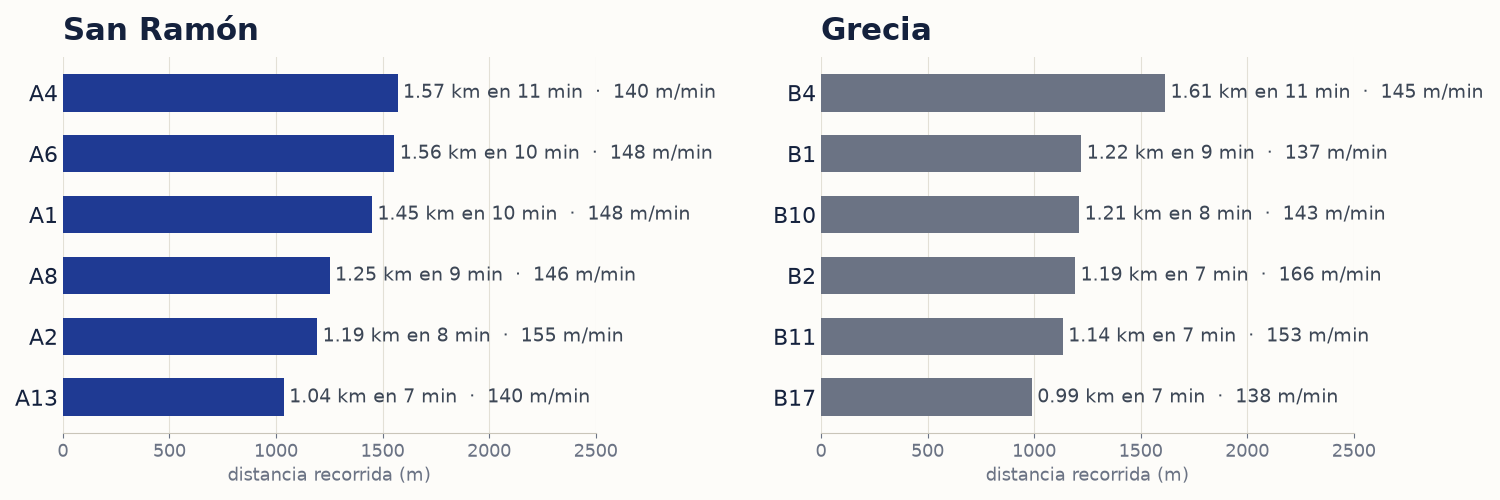 San Ramón
A4 1.57 km en 11 min · 140 m/min
A6 1.56 km en 10 min · 148 m/min
A1 1.45 km en 10 min · 148 m/min
A8 1.25 km en 9 min · 146 m/min
A2 1.19 km en 8 min · 155 m/min
A13 1.04 km en 7 min · 140 m/min
0 500 1000 1500 2000 2500
distancia recorrida (m)
Grecia
B4 1.61 km en 11 min · 145 m/min
B1 1.22 km en 9 min · 137 m/min
B10 1.21 km en 8 min · 143 m/min
B2 1.19 km en 7 min · 166 m/min
B11 1.14 km en 7 min · 153 m/min
B17 0.99 km en 7 min · 138 m/min
0 500 1000 1500 2000 2500
distancia recorrida (m)